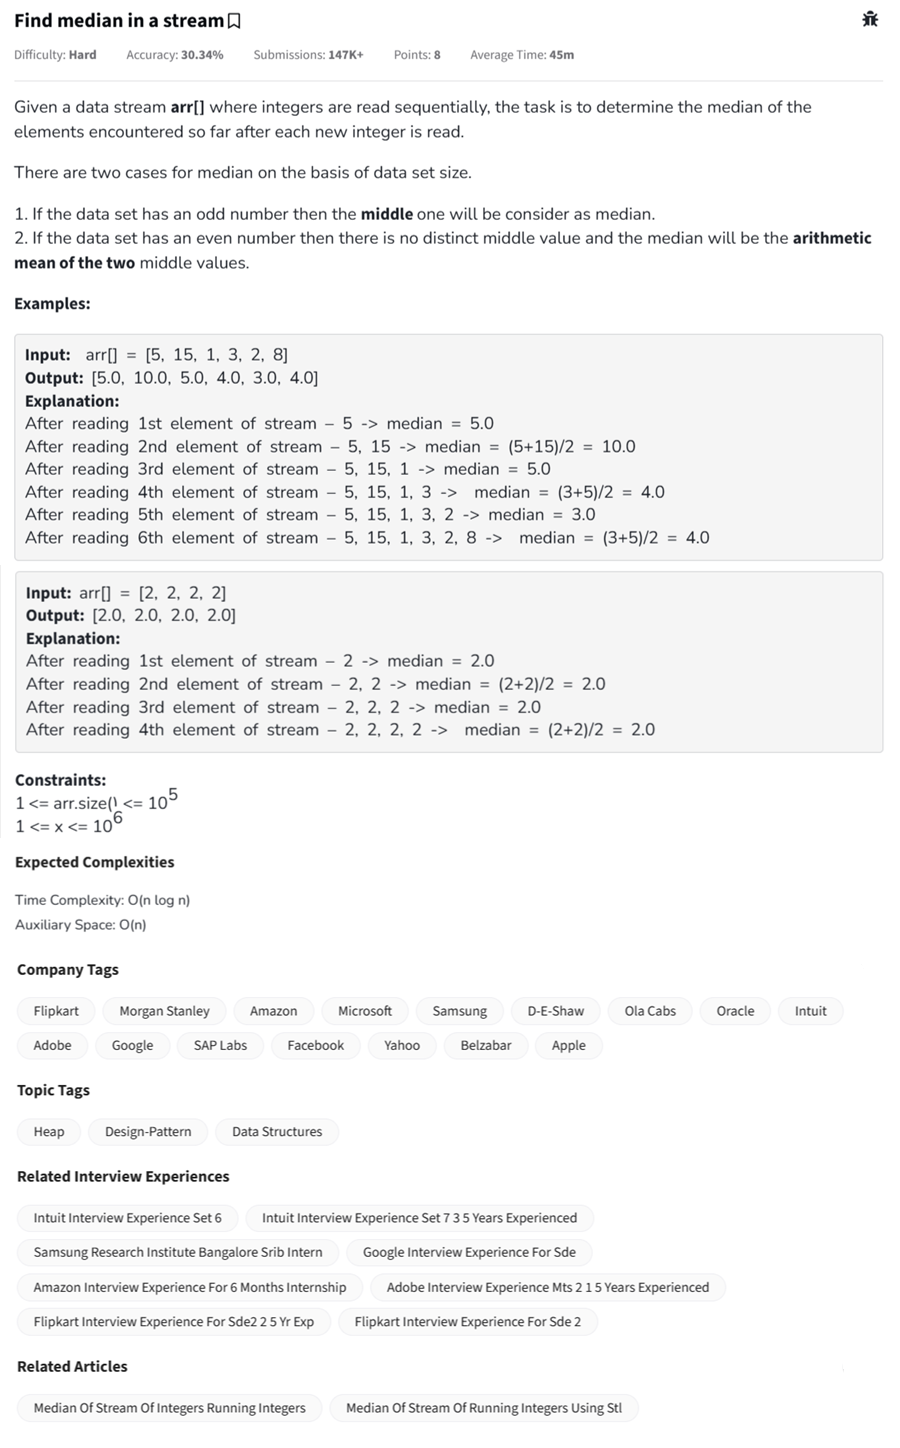 Find median in a stream
Difficulty: Hard Accuracy: 30.34% Submissions: 147K+ Points: 8 Average Time: 45m
Given a data stream arr[] where integers are read sequentially, the task is to determine the median of the
elements encountered so far after each new integer is read.
There are two cases for median on the basis of data set size.
1. If the data set has an odd number then the middle one will be consider as median.
2. If the data set has an even number then there is no distinct middle value and the median will be the arithmetic
mean of the two middle values.
Examples:
Input: arr[] = [5, 15, 1, 3, 2, 8]
Output: [5.0, 10.0, 5.0, 4.0, 3.0, 4.0]
Explanation:
After reading 1st element of stream – 5 -> median = 5.0
After reading 2nd element of stream – 5, 15 -> median = (5+15)/2 = 10.0
After reading 3rd element of stream – 5, 15, 1 -> median = 5.0
After reading 4th element of stream – 5, 15, 1, 3 -> median = (3+5)/2 = 4.0
After reading 5th element of stream – 5, 15, 1, 3, 2 -> median = 3.0
After reading 6th element of stream – 5, 15, 1, 3, 2, 8 -> median = (3+5)/2 = 4.0
Input: arr[] = [2, 2, 2, 2]
Output: [2.0, 2.0, 2.0, 2.0]
Explanation:
After reading 1st element of stream – 2 -> median = 2.0
After reading 2nd element of stream – 2, 2 -> median = (2+2)/2 = 2.0
After reading 3rd element of stream – 2, 2, 2 -> median = 2.0
After reading 4th element of stream – 2, 2, 2, 2 -> median = (2+2)/2 = 2.0
Constraints:
1 <= arr.size() <= 10⁵
1 <= x <= 10⁶
Expected Complexities
Time Complexity: O(n log n)
Auxiliary Space: O(n)
Company Tags
Flipkart Morgan Stanley Amazon Microsoft Samsung D-E-Shaw Ola Cabs Oracle Intuit
Adobe Google SAP Labs Facebook Yahoo Belzabar Apple
Topic Tags
Heap Design-Pattern Data Structures
Related Interview Experiences
Intuit Interview Experience Set 6 Intuit Interview Experience Set 7 3 5 Years Experienced
Samsung Research Institute Bangalore Srib Intern Google Interview Experience For Sde
Amazon Interview Experience For 6 Months Internship Adobe Interview Experience Mts 2 1 5 Years Experienced
Flipkart Interview Experience For Sde2 2 5 Yr Exp Flipkart Interview Experience For Sde 2
Related Articles
Median Of Stream Of Integers Running Integers Median Of Stream Of Running Integers Using Stl